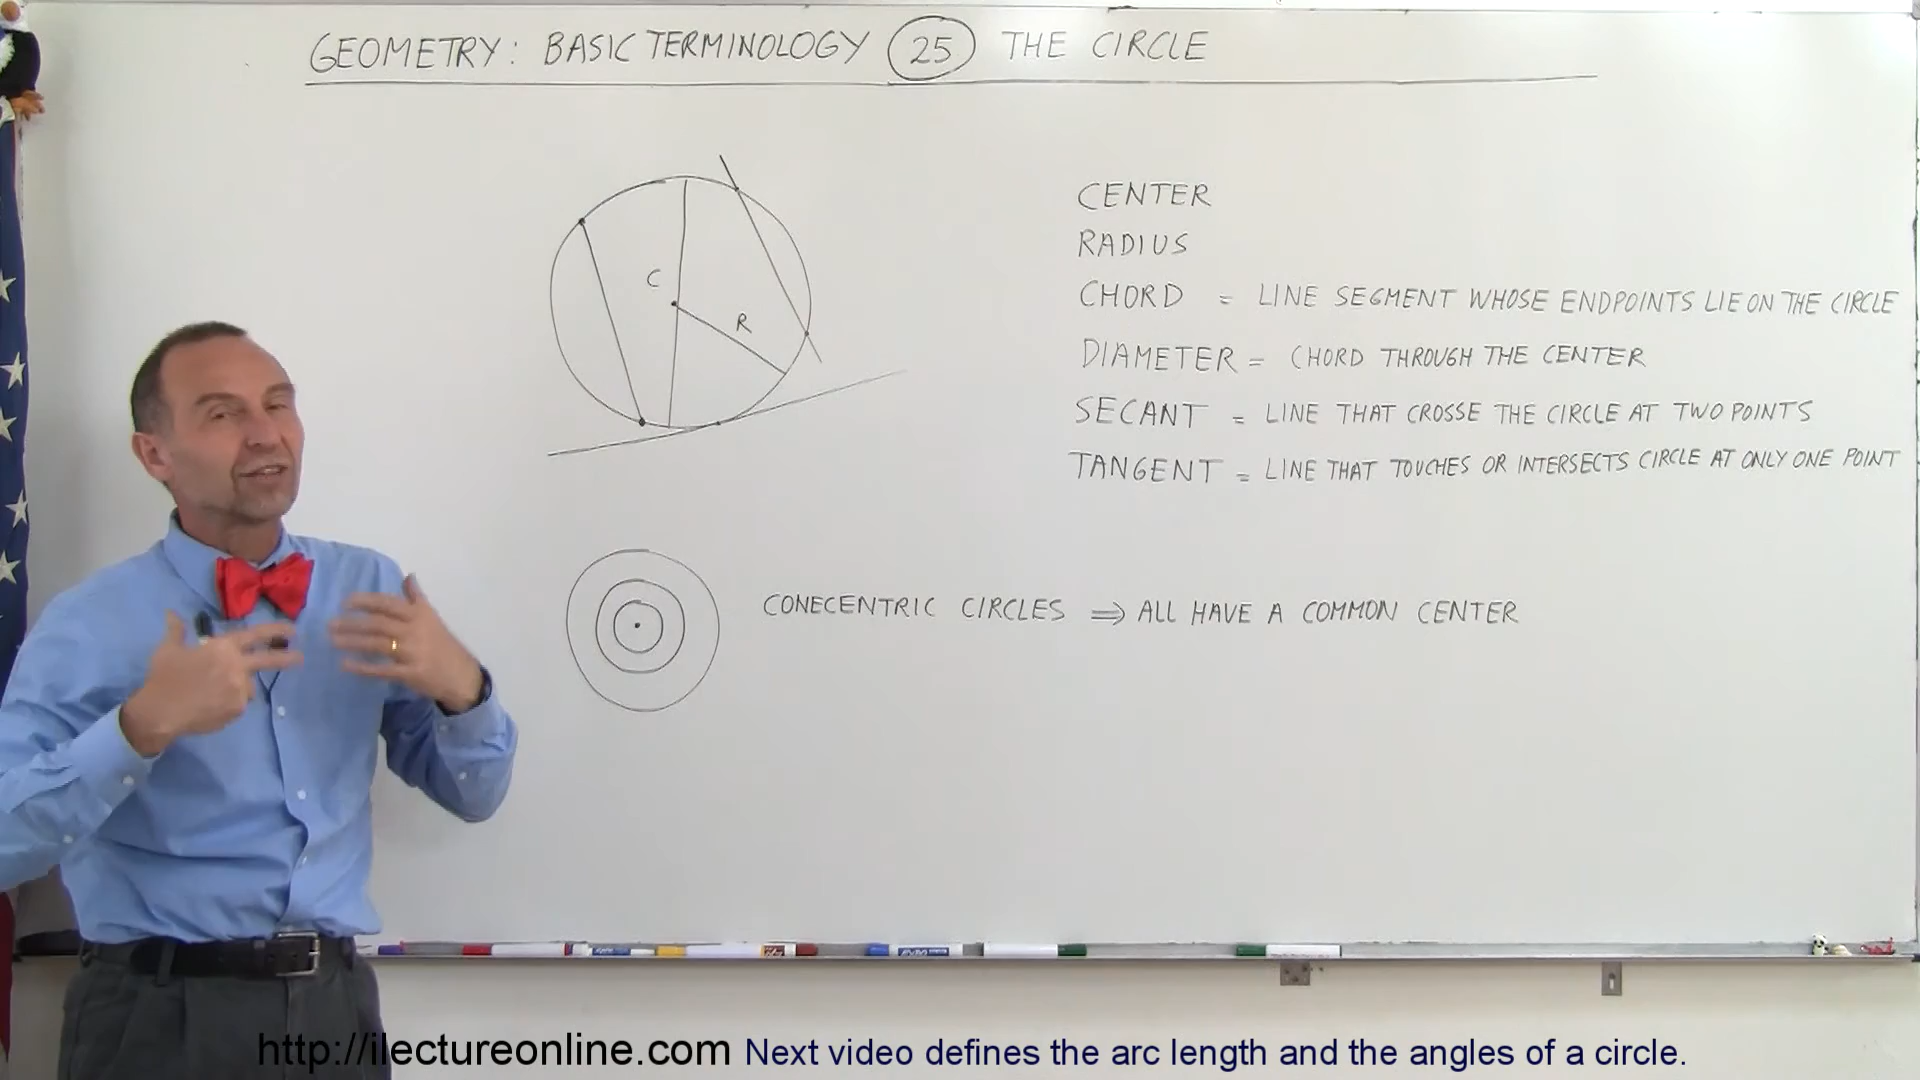 GEOMETRY: BASIC TERMINOLOGY 25 THE CIRCLE
C
R
CENTER
RADIUS
CHORD = LINE SEGMENT WHOSE ENDPOINTS LIE ON THE CIRCLE
DIAMETER = CHORD THROUGH THE CENTER
SECANT = LINE THAT CROSSE THE CIRCLE AT TWO POINTS
TANGENT = LINE THAT TOUCHES OR INTERSECTS CIRCLE AT ONLY ONE POINT
CONECENTRIC CIRCLES ⇒ ALL HAVE A COMMON CENTER
http://ilectureonline.com Next video defines the arc length and the angles of a circle.